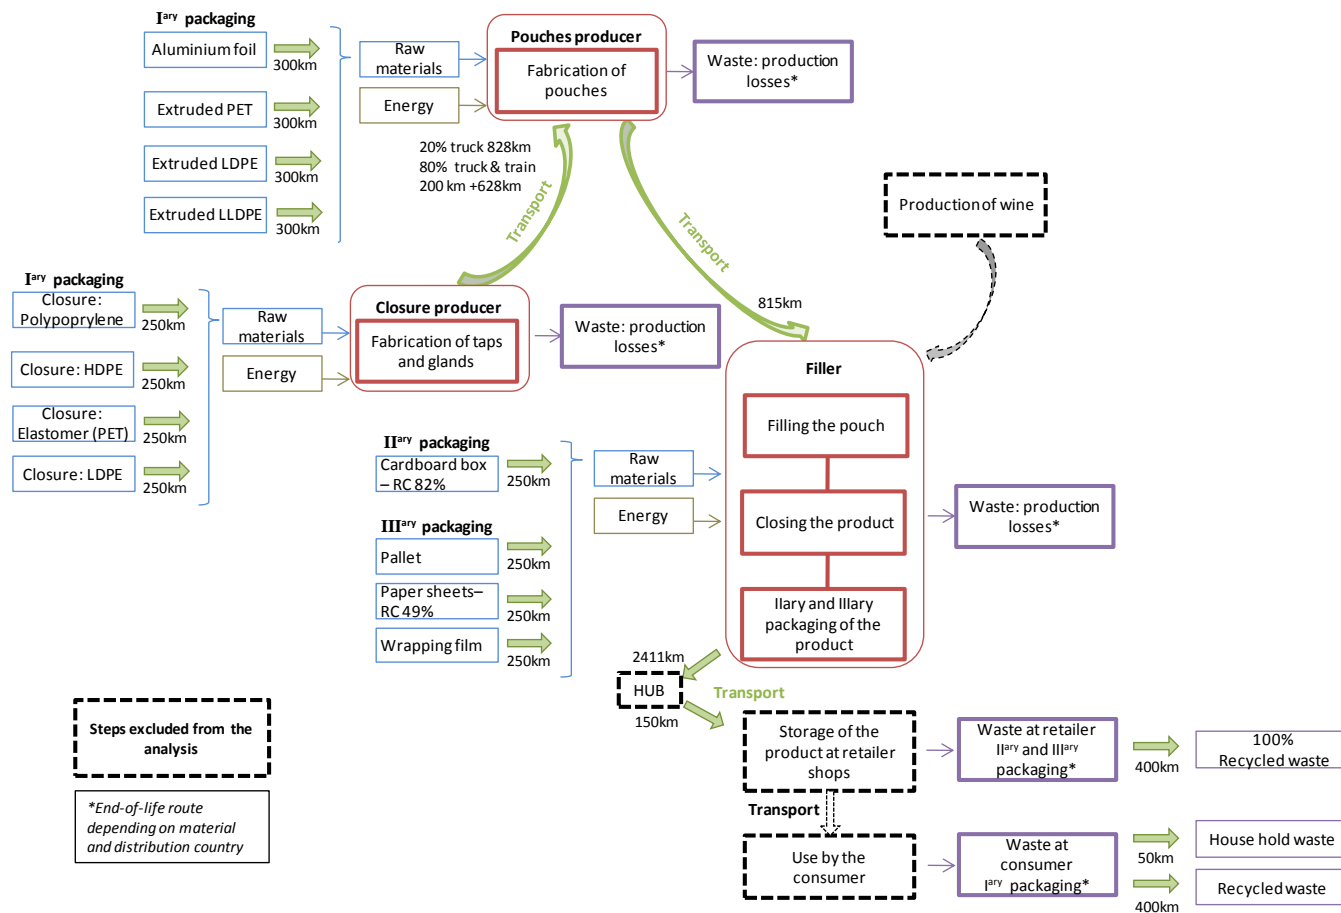 Iary packaging
Aluminium foil
300km
Extruded PET
300km
Extruded LDPE
300km
Extruded LLDPE
300km
Raw
materials
Energy
Pouches producer
Fabrication of
pouches
Waste: production
losses*
20% truck 828km
80% truck & train
200 km +628km
Transport
Transport
815km
Production of wine
Iary packaging
Closure:
Polypoprylene
250km
Closure: HDPE
250km
Closure:
Elastomer (PET)
250km
Closure: LDPE
250km
Raw
materials
Energy
Closure producer
Fabrication of taps
and glands
Waste: production
losses*
IIary packaging
Cardboard box
– RC 82%
250km
IIIary packaging
Pallet
250km
Paper sheets–
RC 49%
250km
Wrapping film
250km
Raw
materials
Energy
Filler
Filling the pouch
Closing the product
IIary and IIIary
packaging of the
product
Waste: production
losses*
2411km
HUB
150km
Transport
Storage of the
product at retailer
shops
Waste at retailer
IIary and IIIary
packaging*
400km
100%
Recycled waste
Transport
Use by the
consumer
Waste at
consumer
Iary packaging*
50km
House hold waste
400km
Recycled waste
Steps excluded from the
analysis
*End-of-life route
depending on material
and distribution country